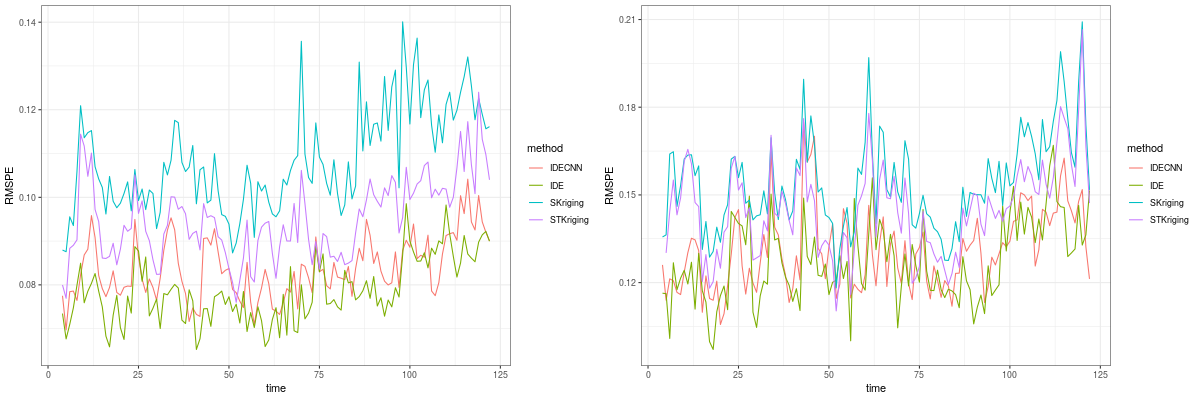 0.14
0.12
0.10
0.08
RMSPE
0 25 50 75 100 125
time
method
IDECNN
IDE
SKriging
STKriging
0.21
0.18
0.15
0.12
RMSPE
0 25 50 75 100 125
time
method
IDECNN
IDE
SKriging
STKriging